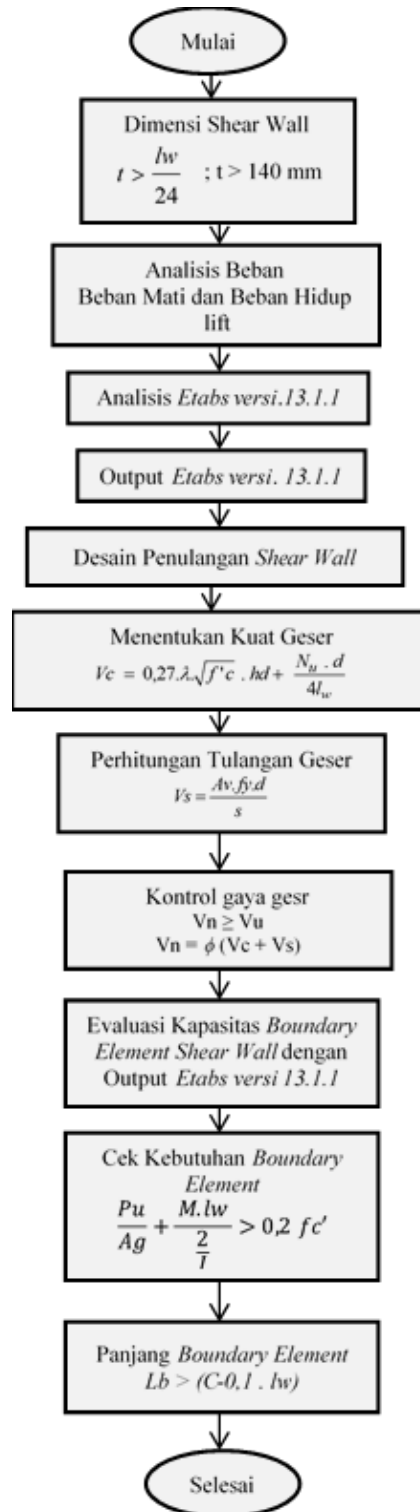 Mulai
Dimensi Shear Wall
t > lw/24 ; t > 140 mm
Analisis Beban
Beban Mati dan Beban Hidup
lift
Analisis Etabs versi.13.1.1
Output Etabs versi. 13.1.1
Desain Penulangan Shear Wall
Menentukan Kuat Geser
Vc = 0,27.λ.√f'c . hd + Nu . d/4lw
Perhitungan Tulangan Geser
Vs = Av.fy.d/s
Kontrol gaya gesr
Vn ≥ Vu
Vn = ϕ (Vc + Vs)
Evaluasi Kapasitas Boundary
Element Shear Wall dengan
Output Etabs versi 13.1.1
Cek Kebutuhan Boundary
Element
Pu/Ag + M.lw/(2/I) > 0,2 fc'
Panjang Boundary Element
Lb > (C-0,1 . lw)
Selesai